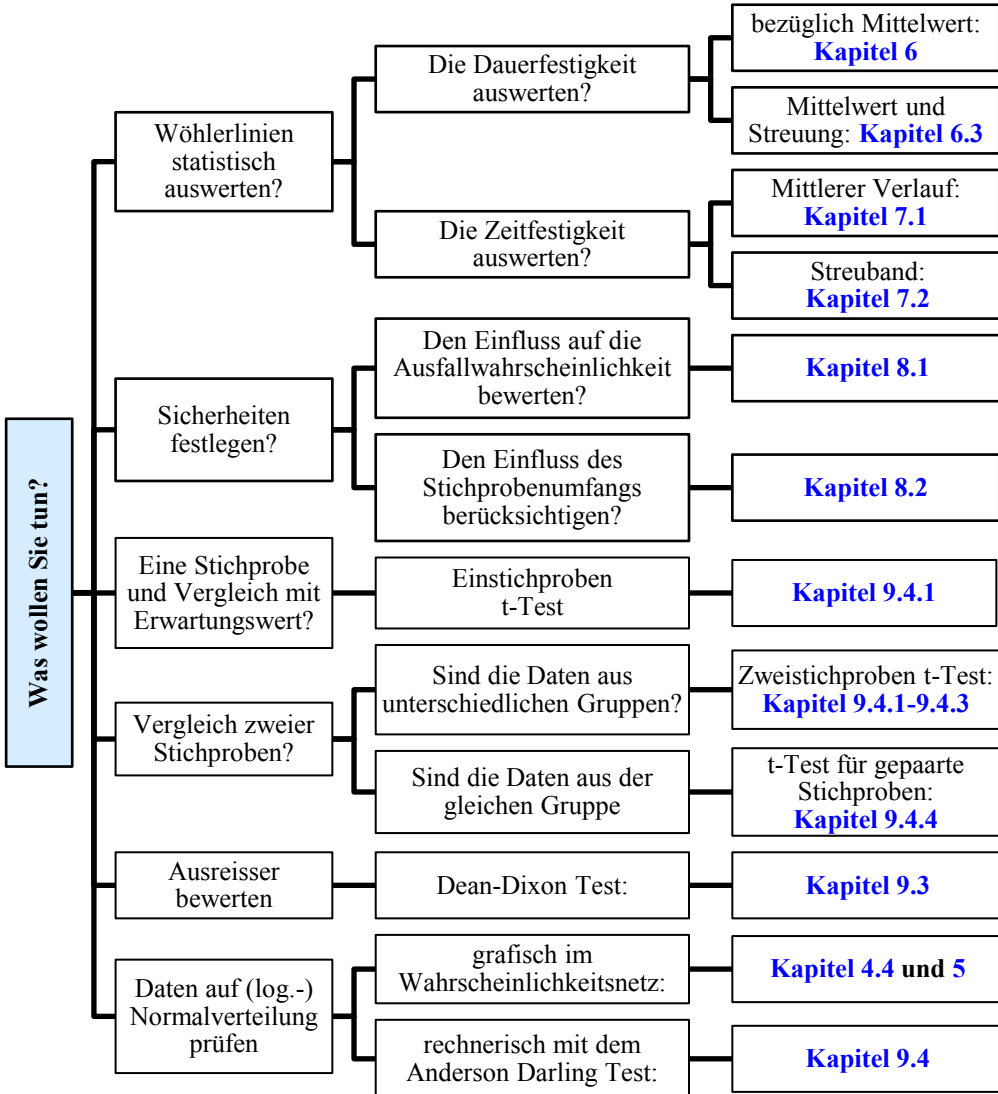 Was wollen Sie tun?
Wöhlerlinien
statistisch
auswerten?
Die Dauerfestigkeit
auswerten?
bezüglich Mittelwert:
Kapitel 6
Mittelwert und
Streuung: Kapitel 6.3
Die Zeitfestigkeit
auswerten?
Mittlerer Verlauf:
Kapitel 7.1
Streuband:
Kapitel 7.2
Sicherheiten
festlegen?
Den Einfluss auf die
Ausfallwahrscheinlichkeit
bewerten?
Kapitel 8.1
Den Einfluss des
Stichprobenumfangs
berücksichtigen?
Kapitel 8.2
Eine Stichprobe
und Vergleich mit
Erwartungswert?
Einstichproben
t-Test
Kapitel 9.4.1
Vergleich zweier
Stichproben?
Sind die Daten aus
unterschiedlichen Gruppen?
Zweistichproben t-Test:
Kapitel 9.4.1-9.4.3
Sind die Daten aus der
gleichen Gruppe
t-Test für gepaarte
Stichproben:
Kapitel 9.4.4
Ausreisser
bewerten
Dean-Dixon Test:
Kapitel 9.3
Daten auf (log.-)
Normalverteilung
prüfen
grafisch im
Wahrscheinlichkeitsnetz:
Kapitel 4.4 und 5
rechnerisch mit dem
Anderson Darling Test:
Kapitel 9.4